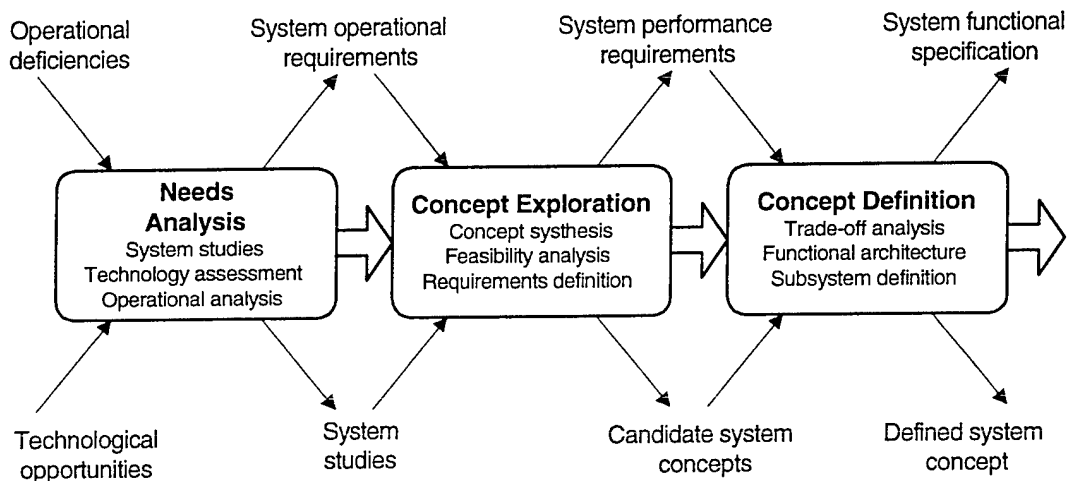 Operational
deficiencies
System operational
requirements
System performance
requirements
System functional
specification
Needs
Analysis
System studies
Technology assessment
Operational analysis
Concept Exploration
Concept systhesis
Feasibility analysis
Requirements definition
Concept Definition
Trade-off analysis
Functional architecture
Subsystem definition
Technological
opportunities
System
studies
Candidate system
concepts
Defined system
concept